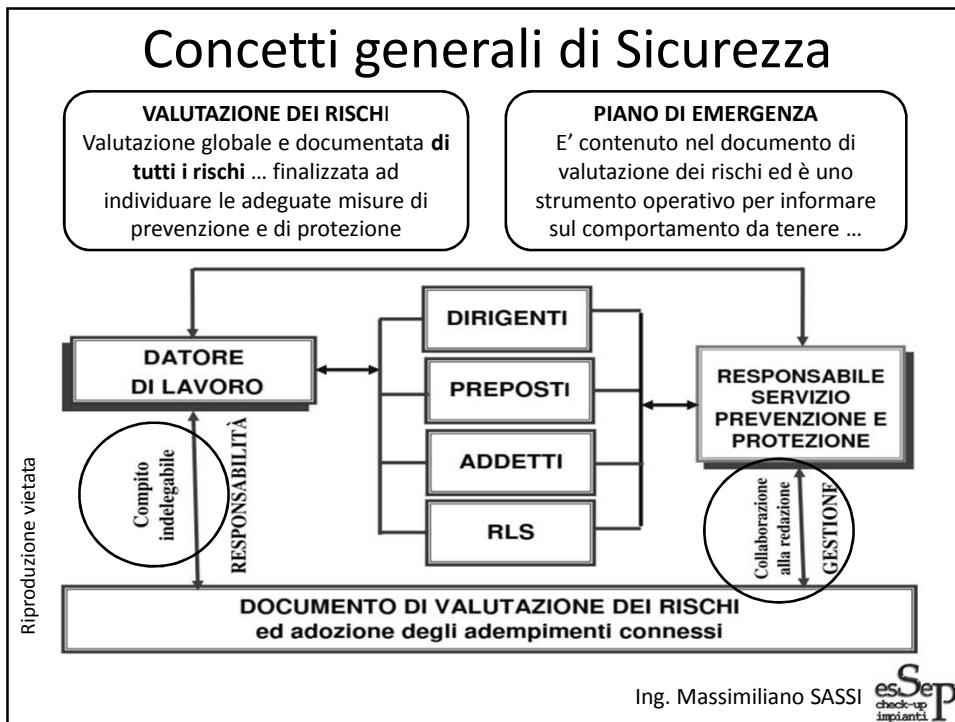 Concetti generali di Sicurezza
VALUTAZIONE DEI RISCHI
Valutazione globale e documentata di
tutti i rischi ... finalizzata ad
individuare le adeguate misure di
prevenzione e di protezione
PIANO DI EMERGENZA
E’ contenuto nel documento di
valutazione dei rischi ed è uno
strumento operativo per informare
sul comportamento da tenere ...
DATORE
DI LAVORO
DIRIGENTI
PREPOSTI
ADDETTI
RLS
RESPONSABILE
SERVIZIO
PREVENZIONE E
PROTEZIONE
Compito
indelegabile
RESPONSABILITÀ
Collaborazione
alla redazione
GESTIONE
DOCUMENTO DI VALUTAZIONE DEI RISCHI
ed adozione degli adempimenti connessi
Riproduzione vietata
Ing. Massimiliano SASSI
esSeP
check-up
impianti